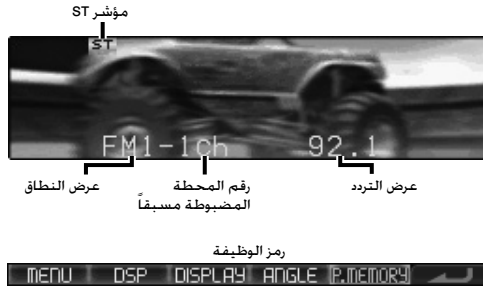 مؤشر ST
ST
FM1-1ch 92.1
عرض النطاق
رقم المحطة
المضبوطة مسبقاً
عرض التردد
رمز الوظيفة
MENU DSP DISPLAY ANGLE P.MEMORY